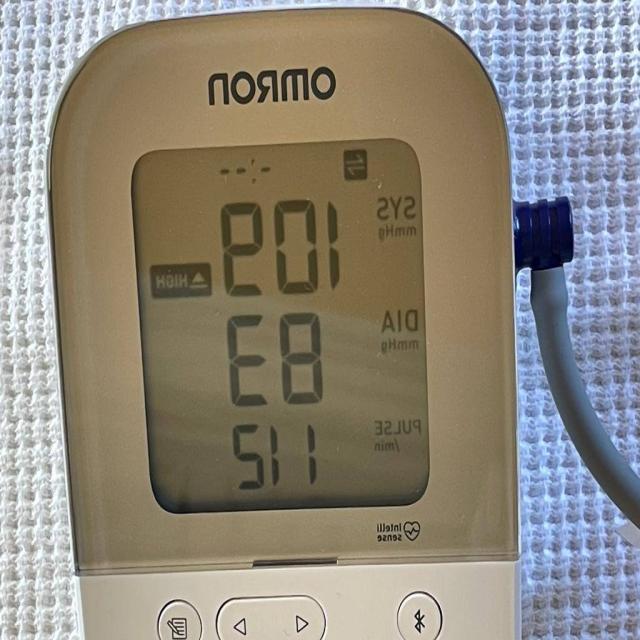 OMRON
--:--
SYS
mmHg
109
HIGH
DIA
mmHg
83
PULSE
/min
112
Intelli
sense